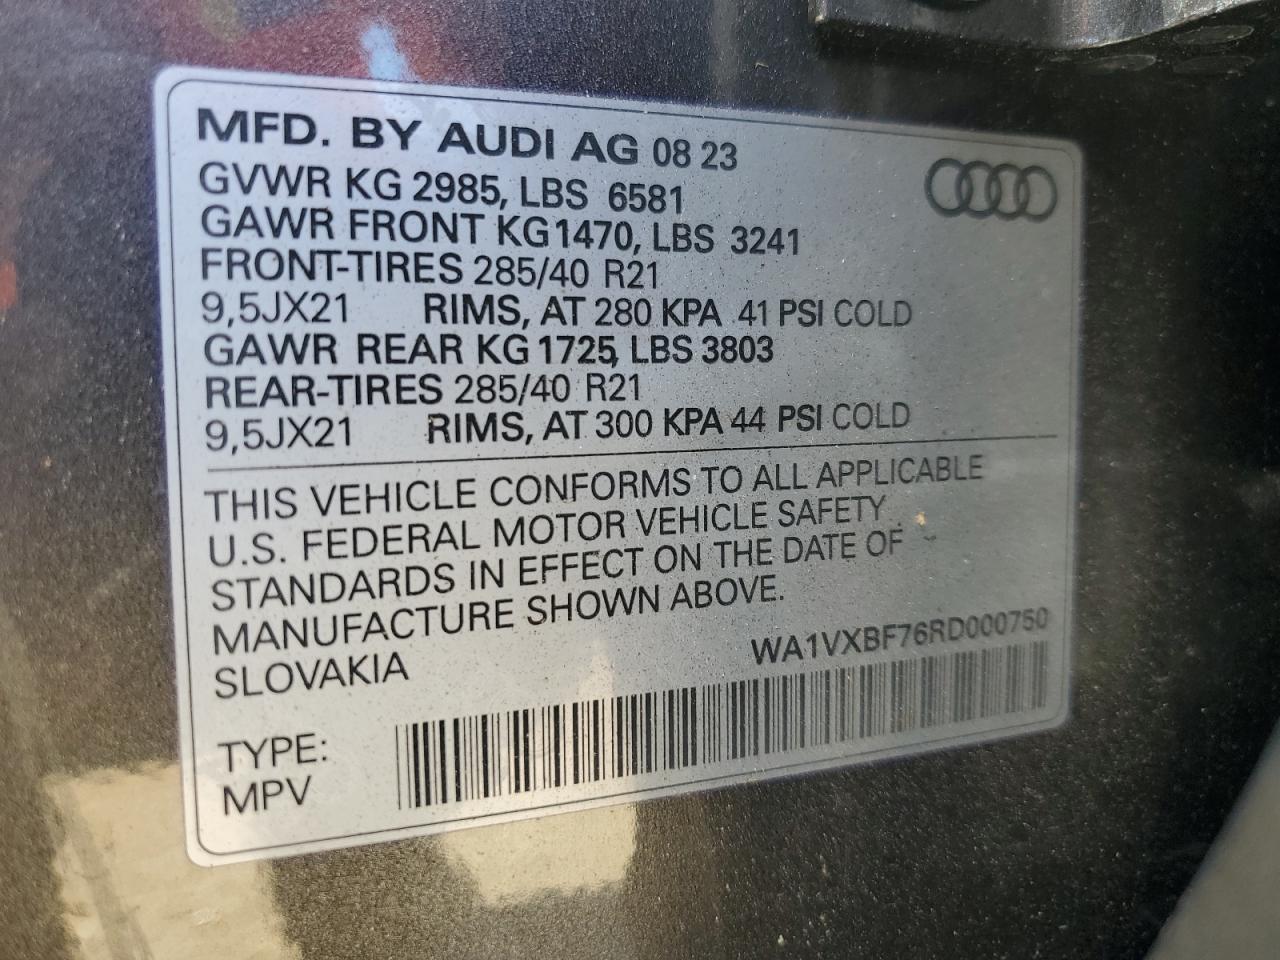 MFD. BY AUDI AG 08 23
GVWR KG 2985, LBS 6581
GAWR FRONT KG 1470, LBS 3241
FRONT-TIRES 285/40 R21
9,5JX21 RIMS, AT 280 KPA 41 PSI COLD
GAWR REAR KG 1725, LBS 3803
REAR-TIRES 285/40 R21
9,5JX21 RIMS, AT 300 KPA 44 PSI COLD
THIS VEHICLE CONFORMS TO ALL APPLICABLE
U.S. FEDERAL MOTOR VEHICLE SAFETY
STANDARDS IN EFFECT ON THE DATE OF
MANUFACTURE SHOWN ABOVE.
SLOVAKIA
WA1VXBF76RD000750
TYPE:
MPV